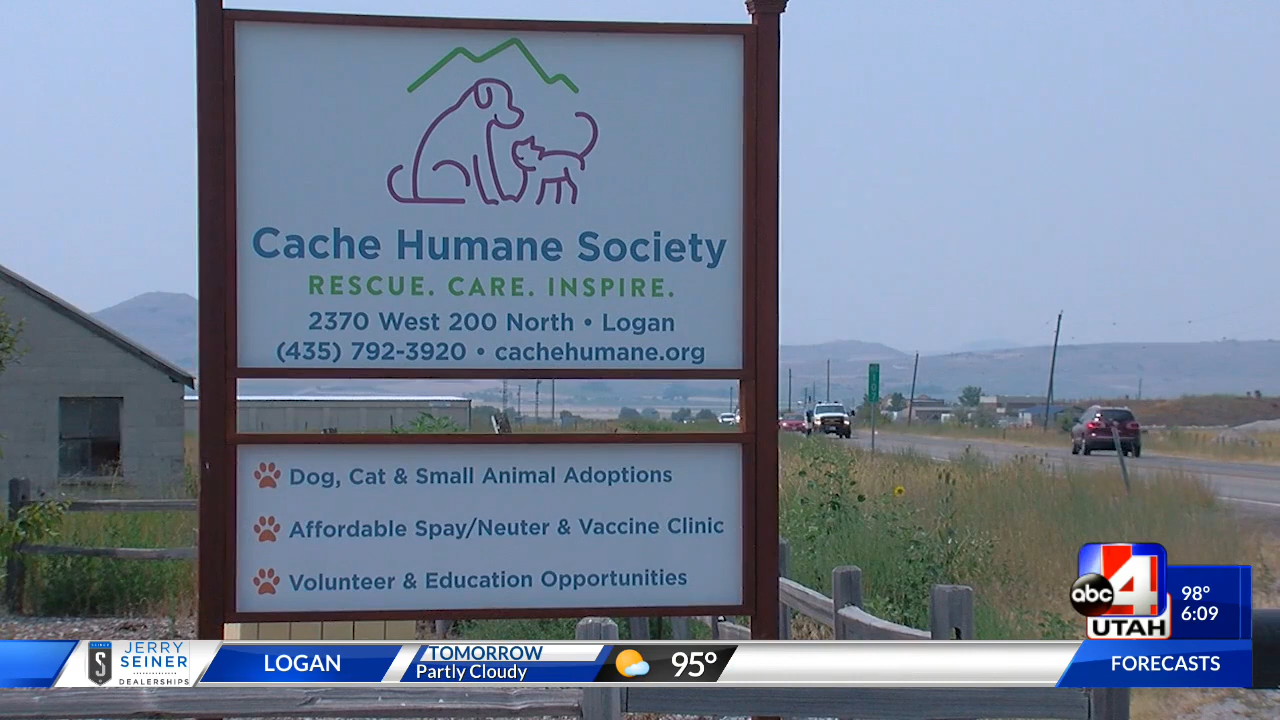 Cache Humane Society
RESCUE. CARE. INSPIRE.
2370 West 200 North • Logan
(435) 792-3920 • cachehumane.org
Dog, Cat & Small Animal Adoptions
Affordable Spay/Neuter & Vaccine Clinic
Volunteer & Education Opportunities
abc 4
UTAH
98°
6:09
SEINER
S
JERRY
SEINER
DEALERSHIPS
LOGAN
TOMORROW
Partly Cloudy
95°
FORECASTS